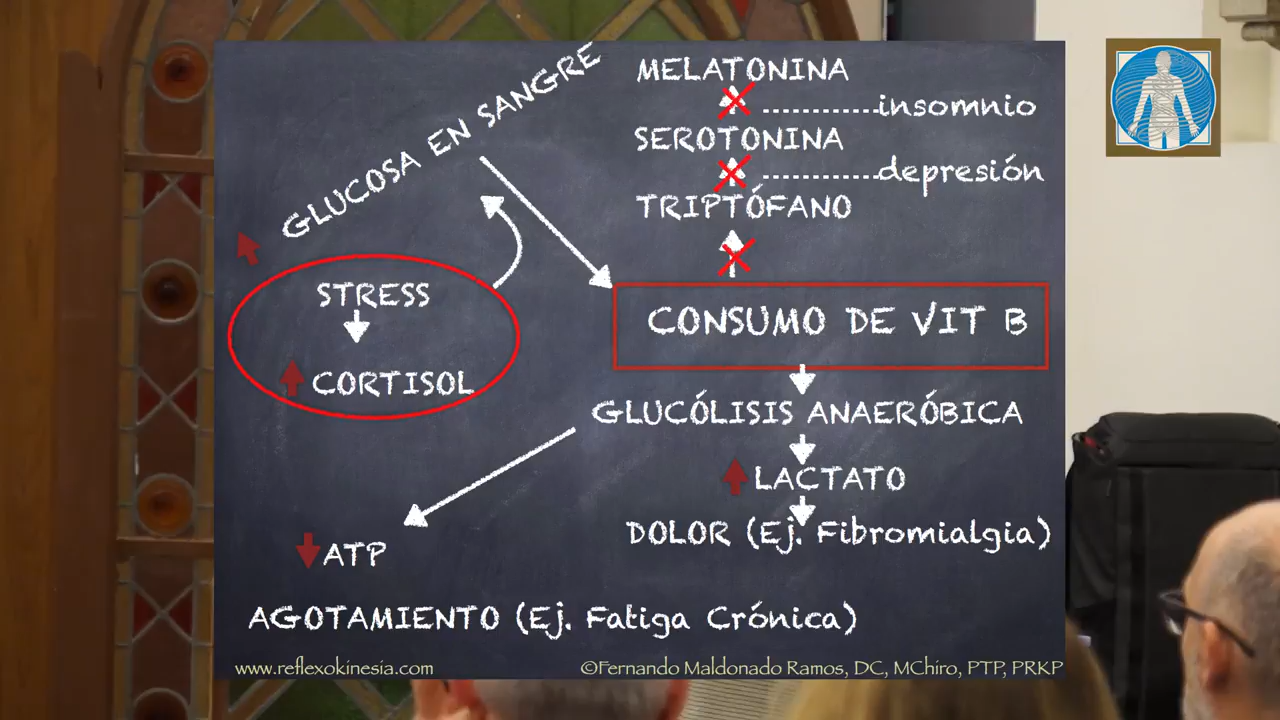 GLUCOSA EN SANGRE
STRESS
CORTISOL
MELATONINA
insomnio
SEROTONINA
depresión
TRIPTÓFANO
CONSUMO DE VIT B
GLUCÓLISIS ANAERÓBICA
LACTATO
DOLOR (Ej. Fibromialgia)
ATP
AGOTAMIENTO (Ej. Fatiga Crónica)
www.reflexokinesia.com
©Fernando Maldonado Ramos, DC, MChiro, PTP, PRKP